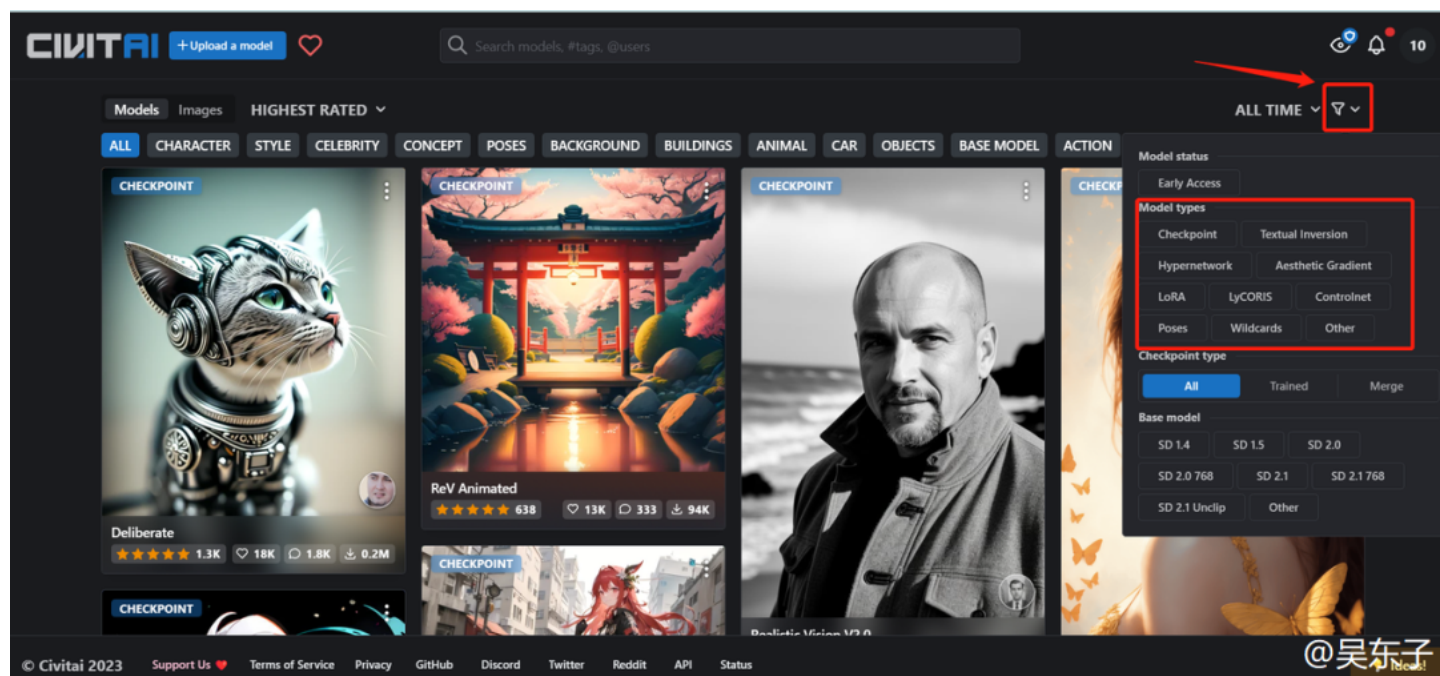 CIVITAI + Upload a model Search models, #tags, @users 10
Models Images HIGHEST RATED ALL TIME
ALL CHARACTER STYLE CELEBRITY CONCEPT POSES BACKGROUND BUILDINGS ANIMAL CAR OBJECTS BASE MODEL ACTION
Model status
Early Access
Model types
Checkpoint Textual Inversion
Hypernetwork Aesthetic Gradient
LoRA LyCORIS Controlnet
Poses Wildcards Other
Checkpoint type
All Trained Merge
Base model
SD 1.4 SD 1.5 SD 2.0
SD 2.0 768 SD 2.1 SD 2.1 768
SD 2.1 Unclip Other
CHECKPOINT
Deliberate
1.3K 18K 1.8K 0.2M
CHECKPOINT
CHECKPOINT
ReV Animated
638 13K 333 94K
CHECKPOINT
CHECKPOINT
Realistic Vision V2.0
CHECKP
© Civitai 2023 Support Us Terms of Service Privacy GitHub Discord Twitter Reddit API Status
Ideas!
@吴东子